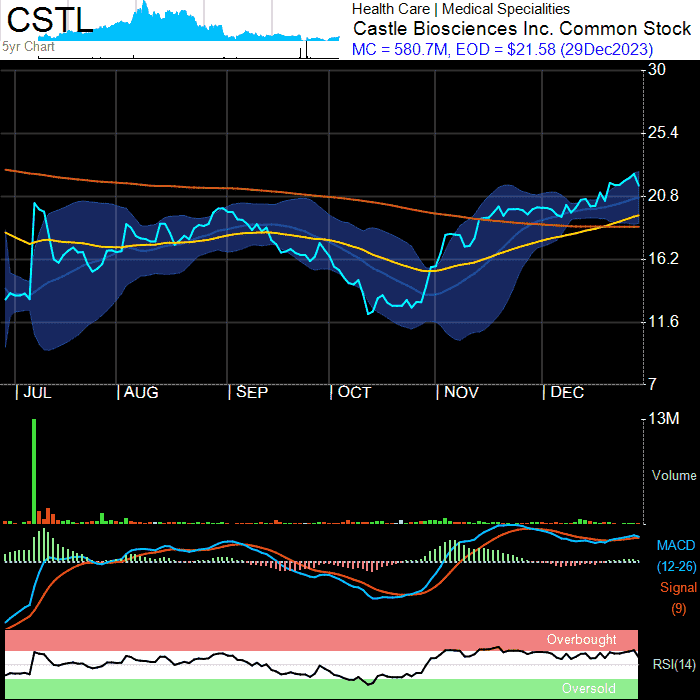 CSTL
5yr Chart
Health Care | Medical Specialities
Castle Biosciences Inc. Common Stock
MC = 580.7M, EOD = $21.58 (29Dec2023)
30
25.4
20.8
16.2
11.6
7
JUL AUG SEP OCT NOV DEC
13M
Volume
MACD
(12-26)
Signal
(9)
Overbought
RSI(14)
Oversold